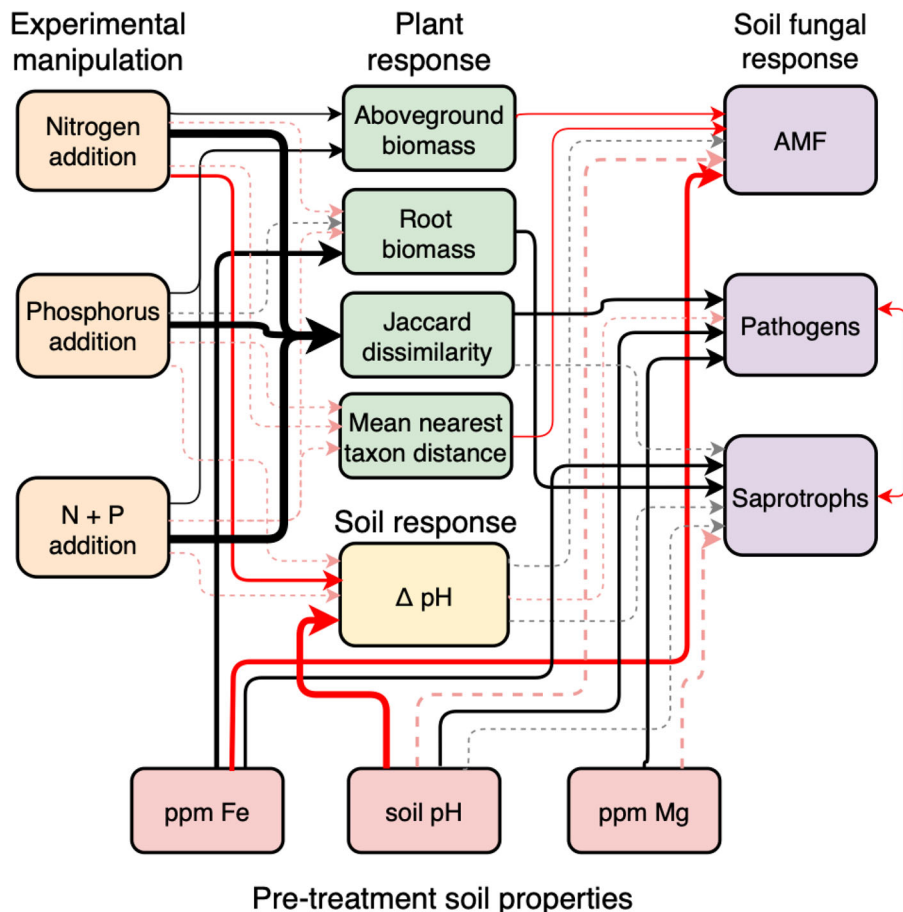 Experimental
manipulation
Plant
response
Soil fungal
response
Nitrogen
addition
Aboveground
biomass
AMF
Root
biomass
Phosphorus
addition
Jaccard
dissimilarity
Pathogens
Mean nearest
taxon distance
N + P
addition
Saprotrophs
Soil response
Δ pH
ppm Fe
soil pH
ppm Mg
Pre-treatment soil properties